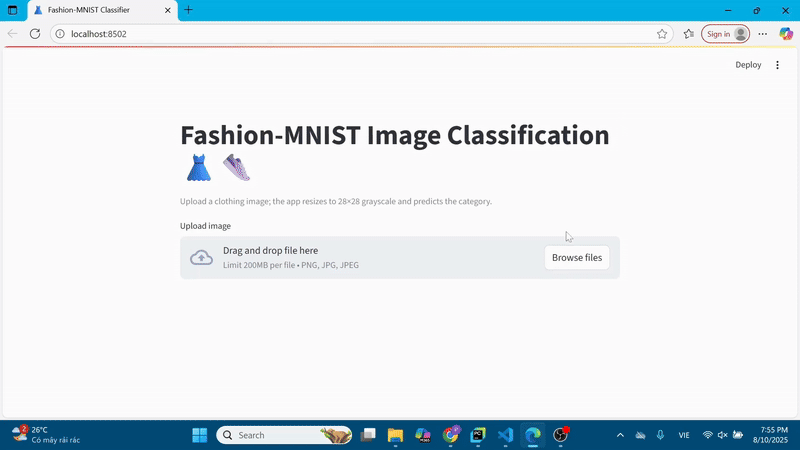 Fashion-MNIST Classifier
localhost:8502
Sign in
Deploy
Fashion-MNIST Image Classification
Upload a clothing image; the app resizes to 28×28 grayscale and predicts the category.
Upload image
Drag and drop file here
Limit 200MB per file • PNG, JPG, JPEG
Browse files
2
26°C
Có mây rải rác
Search
M365
PC
VIE
7:55 PM
8/10/2025